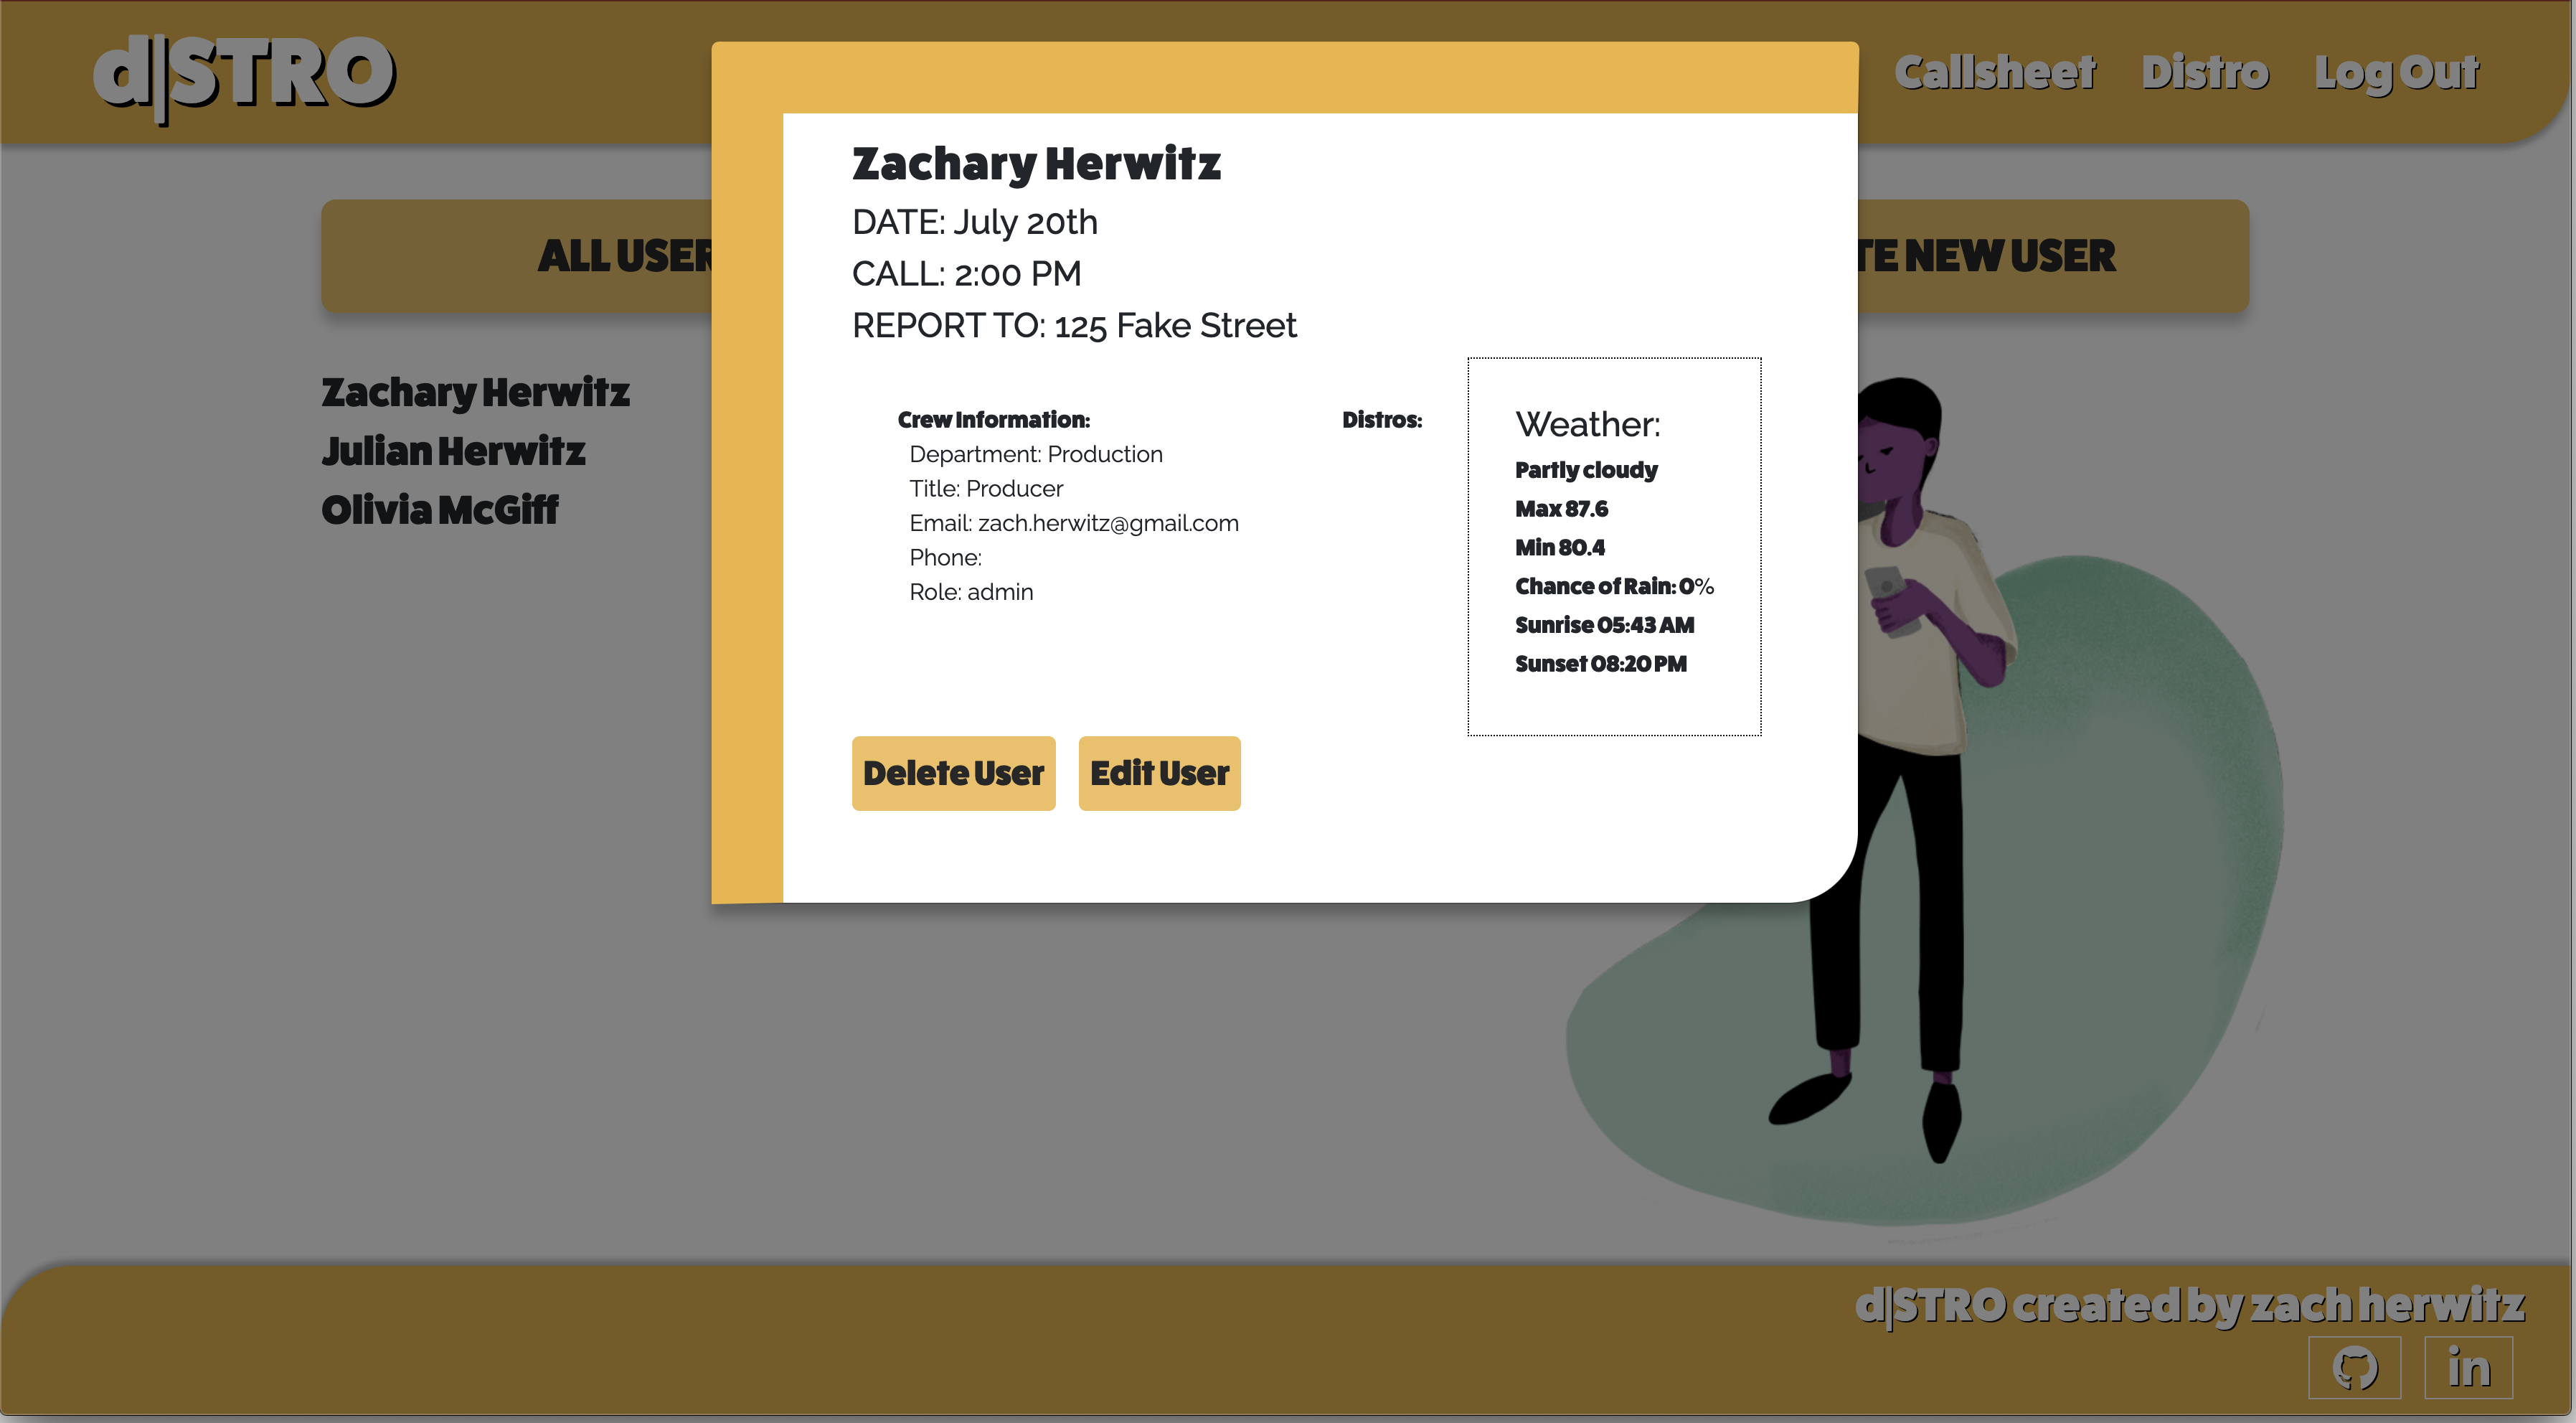 d|STRO
Callsheet Distro Log Out
ALL USER
TE NEW USER
Zachary Herwitz
Julian Herwitz
Olivia McGiff
Zachary Herwitz
DATE: July 20th
CALL: 2:00 PM
REPORT TO: 125 Fake Street
Crew Information:
Department: Production
Title: Producer
Email: zach.herwitz@gmail.com
Phone:
Role: admin
Distros:
Weather:
Partly cloudy
Max 87.6
Min 80.4
Chance of Rain: 0%
Sunrise 05:43 AM
Sunset 08:20 PM
Delete User Edit User
d|STRO created by zach herwitz
in